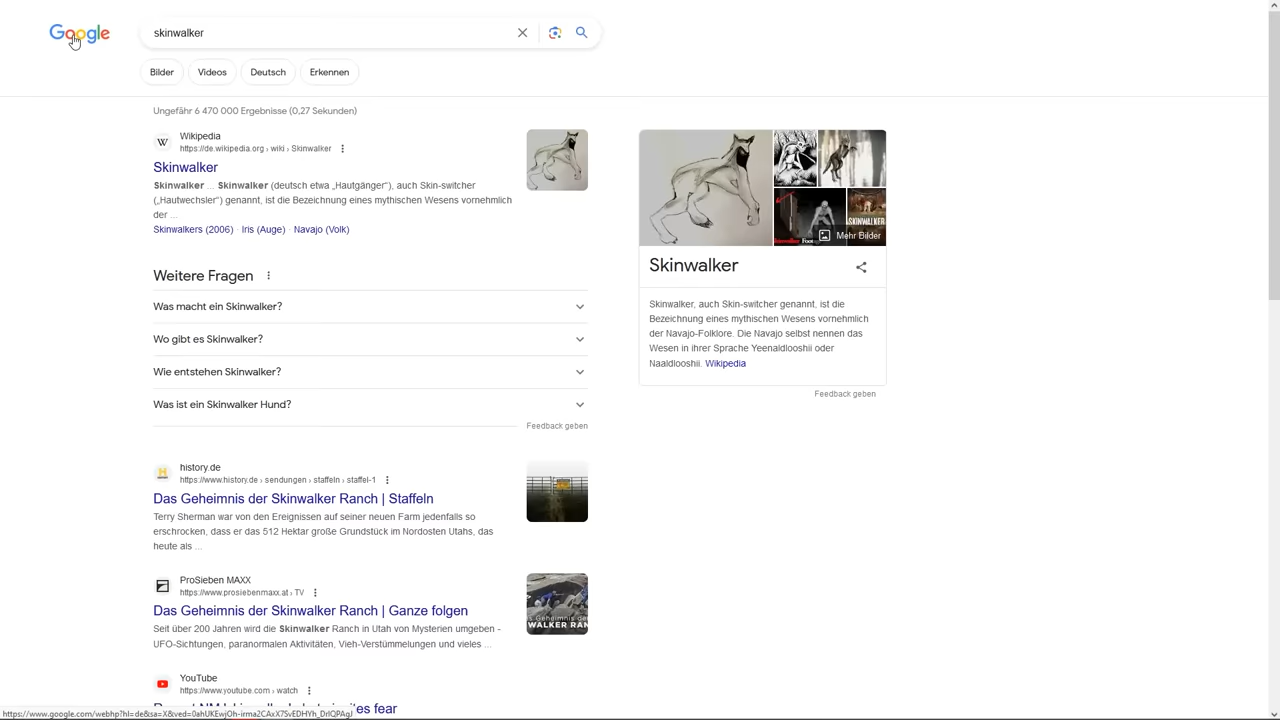 Google
skinwalker
Bilder
Videos
Deutsch
Erkennen
Ungefähr 6 470 000 Ergebnisse (0,27 Sekunden)
W
Wikipedia
https://de.wikipedia.org › wiki › Skinwalker
Skinwalker
Skinwalker ... Skinwalker (deutsch etwa „Hautgänger“), auch Skin-switcher
(„Hautwechsler“) genannt, ist die Bezeichnung eines mythischen Wesens vornehmlich
der ...
Skinwalkers (2006) · Iris (Auge) · Navajo (Volk)
Weitere Fragen
Was macht ein Skinwalker?
Wo gibt es Skinwalker?
Wie entstehen Skinwalker?
Was ist ein Skinwalker Hund?
Feedback geben
history.de
https://www.history.de › sendungen › staffeln › staffel-1
Das Geheimnis der Skinwalker Ranch | Staffeln
Terry Sherman war von den Ereignissen auf seiner neuen Farm jedenfalls so
erschrocken, dass er das 512 Hektar große Grundstück im Nordosten Utahs, das
heute als ...
ProSieben MAXX
https://www.prosiebenmaxx.at › TV
Das Geheimnis der Skinwalker Ranch | Ganze folgen
Seit über 200 Jahren wird die Skinwalker Ranch in Utah von Mysterien umgeben -
UFO-Sichtungen, paranormalen Aktivitäten, Vieh-Verstümmelungen und vieles ...
YouTube
https://www.youtube.com › watch
es fear
SKINWALKER
Mehr Bilder
Skinwalker
Skinwalker, auch Skin-switcher genannt, ist die
Bezeichnung eines mythischen Wesens vornehmlich
der Navajo-Folklore. Die Navajo selbst nennen das
Wesen in ihrer Sprache Yeenaldlooshii oder
Naaldlooshii. Wikipedia
Feedback geben